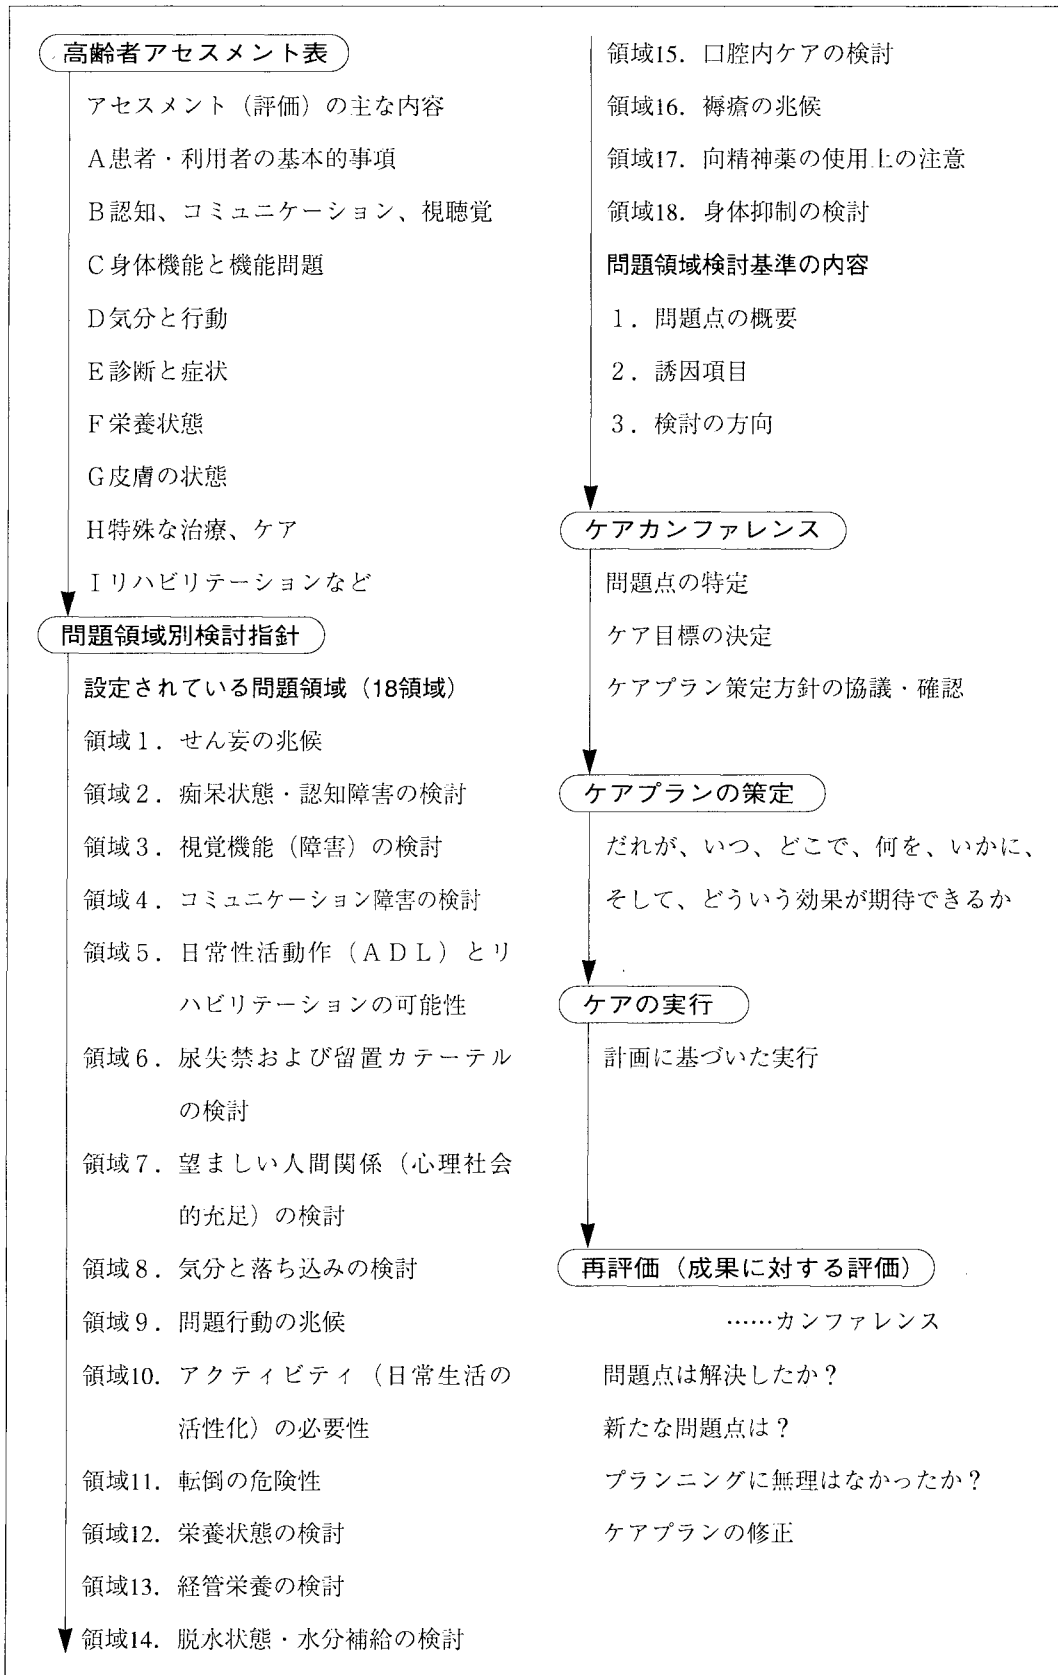 高齢者アセスメント表
アセスメント（評価）の主な内容
A患者・利用者の基本的事項
B認知、コミュニケーション、視聴覚
C身体機能と機能問題
D気分と行動
E診断と症状
F栄養状態
G皮膚の状態
H特殊な治療、ケア
Iリハビリテーションなど
問題領域別検討指針
設定されている問題領域（18領域）
領域1．せん妄の兆候
領域2．痴呆状態・認知障害の検討
領域3．視覚機能（障害）の検討
領域4．コミュニケーション障害の検討
領域5．日常性活動作（ADL）とリ
ハビリテーションの可能性
領域6．尿失禁および留置カテーテル
の検討
領域7．望ましい人間関係（心理社会
的充足）の検討
領域8．気分と落ち込みの検討
領域9．問題行動の兆候
領域10．アクティビティ（日常生活の
活性化）の必要性
領域11．転倒の危険性
領域12．栄養状態の検討
領域13．経管栄養の検討
領域14．脱水状態・水分補給の検討
領域15．口腔内ケアの検討
領域16．褥瘡の兆候
領域17．向精神薬の使用上の注意
領域18．身体抑制の検討
問題領域検討基準の内容
1．問題点の概要
2．誘因項目
3．検討の方向
ケアカンファレンス
問題点の特定
ケア目標の決定
ケアプラン策定方針の協議・確認
ケアプランの策定
だれが、いつ、どこで、何を、いかに、
そして、どういう効果が期待できるか
ケアの実行
計画に基づいた実行
再評価（成果に対する評価）
……カンファレンス
問題点は解決したか？
新たな問題点は？
プランニングに無理はなかったか？
ケアプランの修正